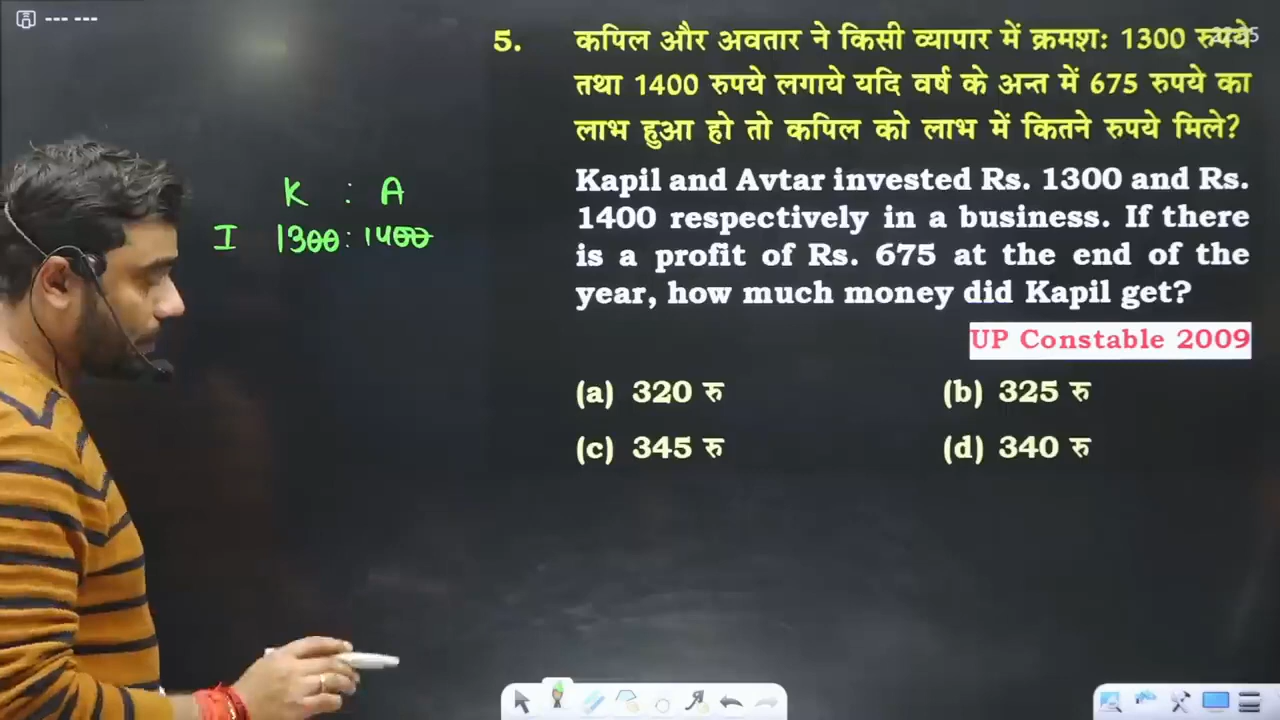 5. कपिल और अवतार ने किसी व्यापार में क्रमशः 1300 रुपये
तथा 1400 रुपये लगाये यदि वर्ष के अन्त में 675 रुपये का
लाभ हुआ हो तो कपिल को लाभ में कितने रुपये मिले?
Kapil and Avtar invested Rs. 1300 and Rs.
1400 respectively in a business. If there
is a profit of Rs. 675 at the end of the
year, how much money did Kapil get?
UP Constable 2009
(a) 320 रु (b) 325 रु
(c) 345 रु (d) 340 रु
K : A
I 1300 : 1400